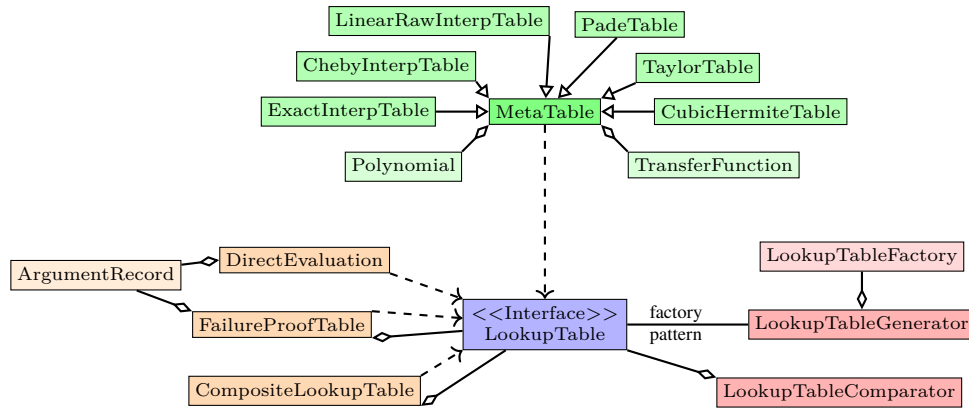 LinearRawInterpTable
PadeTable
ChebyInterpTable
TaylorTable
ExactInterpTable
MetaTable
CubicHermiteTable
Polynomial
TransferFunction
DirectEvaluation
LookupTableFactory
ArgumentRecord
<<Interface>>
LookupTable
factory
pattern
FailureProofTable
LookupTableGenerator
CompositeLookupTable
LookupTableComparator